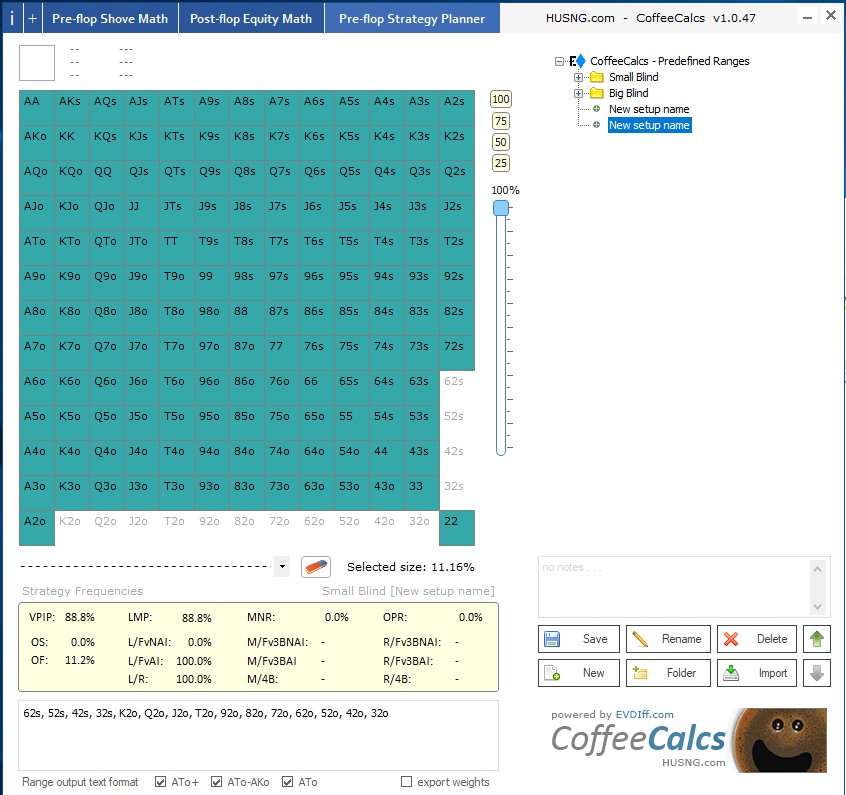 i + Pre-flop Shove Math Post-flop Equity Math Pre-flop Strategy Planner HUSNG.com - CoffeeCalcs v1.0.47
-- ---
-- ---
-- ---
AA AKs AQs AJs ATs A9s A8s A7s A6s A5s A4s A3s A2s
AKo KK KQs KJs KTs K9s K8s K7s K6s K5s K4s K3s K2s
AQo KQo QQ QJs QTs Q9s Q8s Q7s Q6s Q5s Q4s Q3s Q2s
AJo KJo QJo JJ JTs J9s J8s J7s J6s J5s J4s J3s J2s
ATo KTo QTo JTo TT T9s T8s T7s T6s T5s T4s T3s T2s
A9o K9o Q9o J9o T9o 99 98s 97s 96s 95s 94s 93s 92s
A8o K8o Q8o J8o T8o 98o 88 87s 86s 85s 84s 83s 82s
A7o K7o Q7o J7o T7o 97o 87o 77 76s 75s 74s 73s 72s
A6o K6o Q6o J6o T6o 96o 86o 76o 66 65s 64s 63s 62s
A5o K5o Q5o J5o T5o 95o 85o 75o 65o 55 54s 53s 52s
A4o K4o Q4o J4o T4o 94o 84o 74o 64o 54o 44 43s 42s
A3o K3o Q3o J3o T3o 93o 83o 73o 63o 53o 43o 33 32s
A2o K2o Q2o J2o T2o 92o 82o 72o 62o 52o 42o 32o 22
100
75
50
25
100%
CoffeeCalcs - Predefined Ranges
Small Blind
Big Blind
New setup name
New setup name
Selected size: 11.16%
Strategy Frequencies Small Blind [New setup name]
VPIP: 88.8% LMP: 88.8% MNR: 0.0% OPR: 0.0%
OS: 0.0% L/FvNAI: 0.0% M/Fv3BNAI: - R/Fv3BNAI: -
OF: 11.2% L/FvAI: 100.0% M/Fv3BAI - R/Fv3BAI: -
L/R: 100.0% M/4B: - R/4B: -
62s, 52s, 42s, 32s, K2o, Q2o, J2o, T2o, 92o, 82o, 72o, 62o, 52o, 42o, 32o
Range output text format ATo+ ATo-AKo ATo export weights
no notes . . .
Save Rename Delete
New Folder Import
powered by EVDiff.com
CoffeeCalcs
HUSNG.com